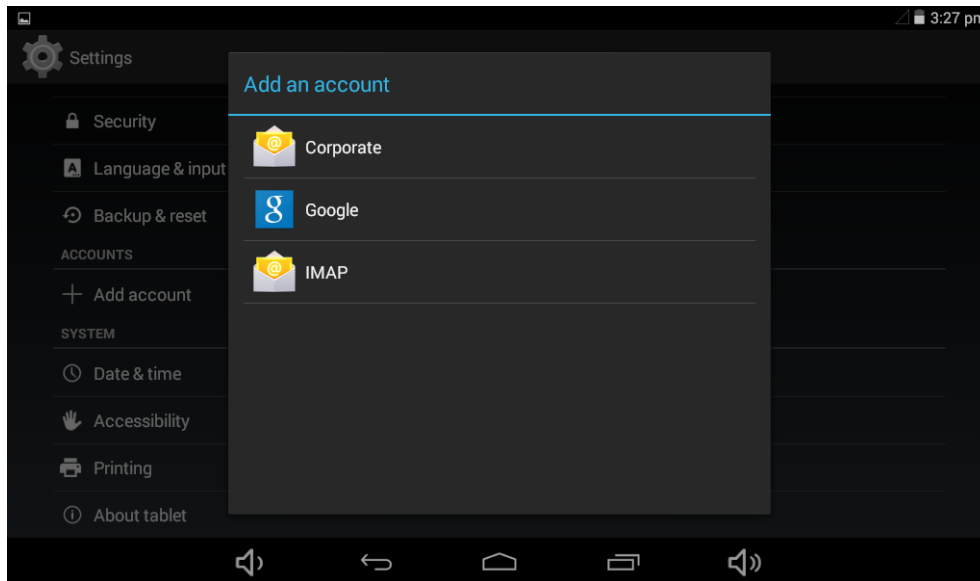 3:27 pm
Settings
Security
Language & input
Backup & reset
ACCOUNTS
Add account
SYSTEM
Date & time
Accessibility
Printing
About tablet
Add an account
Corporate
Google
IMAP